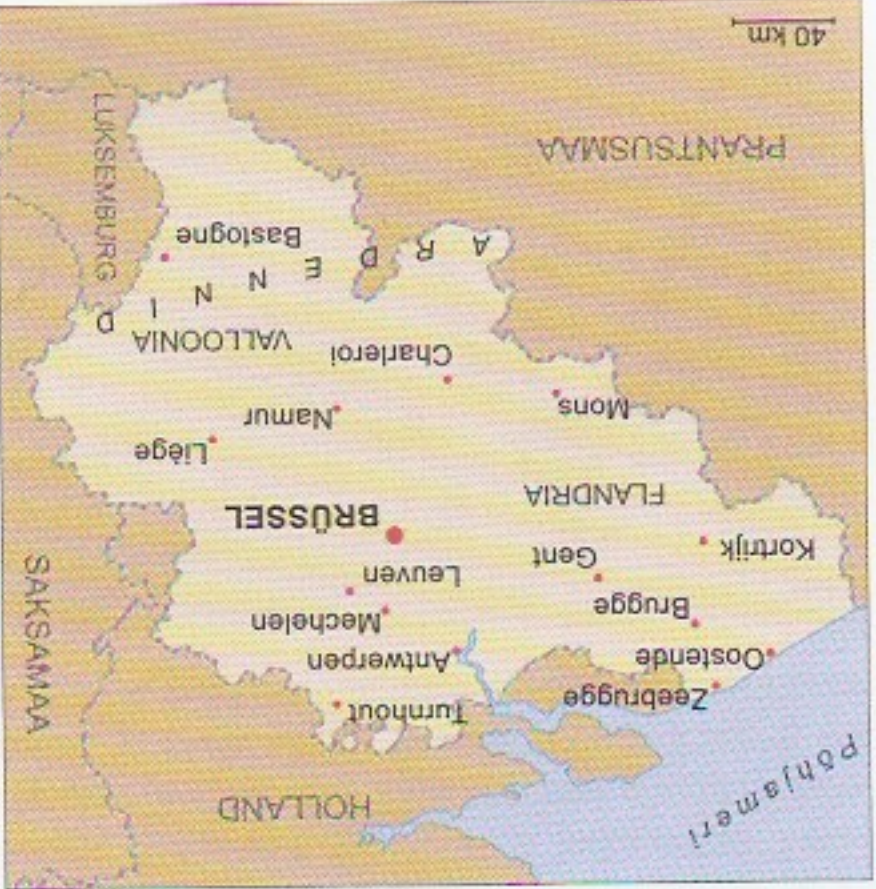 Põhjameri
HOLLAND
Zeebrugge
Turnhout
Oostende
Antwerpen
Brugge
Mechelen
SAKSAMAA
Gent
Leuven
Kortrijk
BRÜSSEL
FLANDRIA
Liège
Mons
Namur
Charleroi
VALLOONIA
ARDENNID
Bastogne
LUKSEMBURG
PRANTSUSMAA
40 km